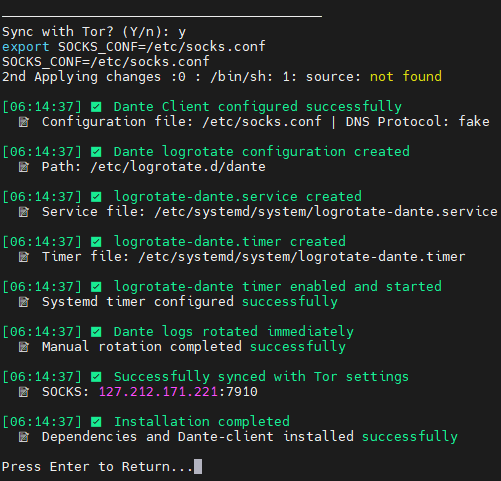 Sync with Tor? (Y/n): y
export SOCKS_CONF=/etc/socks.conf
SOCKS_CONF=/etc/socks.conf
2nd Applying changes :0 : /bin/sh: 1: source: not found
[06:14:37] ✅ Dante Client configured successfully
📝 Configuration file: /etc/socks.conf | DNS Protocol: fake
[06:14:37] ✅ Dante logrotate configuration created
📝 Path: /etc/logrotate.d/dante
[06:14:37] ✅ logrotate-dante.service created
📝 Service file: /etc/systemd/system/logrotate-dante.service
[06:14:37] ✅ logrotate-dante.timer created
📝 Timer file: /etc/systemd/system/logrotate-dante.timer
[06:14:37] ✅ logrotate-dante timer enabled and started
📝 Systemd timer configured successfully
[06:14:37] ✅ Dante logs rotated immediately
📝 Manual rotation completed successfully
[06:14:37] ✅ Successfully synced with Tor settings
📝 SOCKS: 127.212.171.221:7910
[06:14:37] ✅ Installation completed
📝 Dependencies and Dante-client installed successfully
Press Enter to Return...